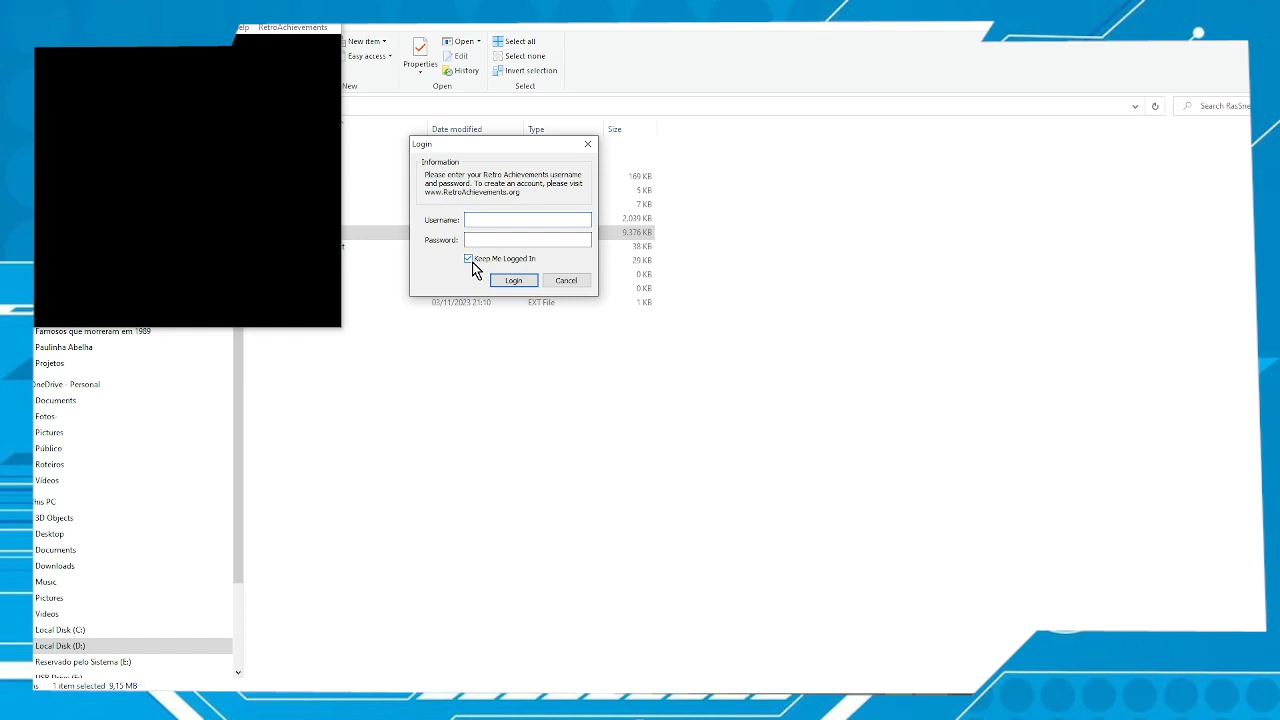 elp RetroAchievements
New item
Easy access
New
Properties
Open
Edit
History
Open
Select all
Select none
Invert selection
Select
Search RasSne
Date modified Type Size
169 KB
5 KB
7 KB
2.039 KB
9.376 KB
38 KB
29 KB
0 KB
0 KB
03/11/2023 21:10 EXT File 1 KB
Login
Information
Please enter your Retro Achievements username
and password. To create an account, please visit
www.RetroAchievements.org
Username:
Password:
Keep Me Logged In
Login Cancel
Famosos que morreram em 1989
Paulinha Abelha
Projetos
OneDrive - Personal
Documents
Fotos-
Pictures
Público
Roteiros
Vídeos
his PC
3D Objects
Desktop
Documents
Downloads
Music
Pictures
Videos
Local Disk (C:)
Local Disk (D:)
Reservado pelo Sistema (E:)
1 item selected 9,15 MB